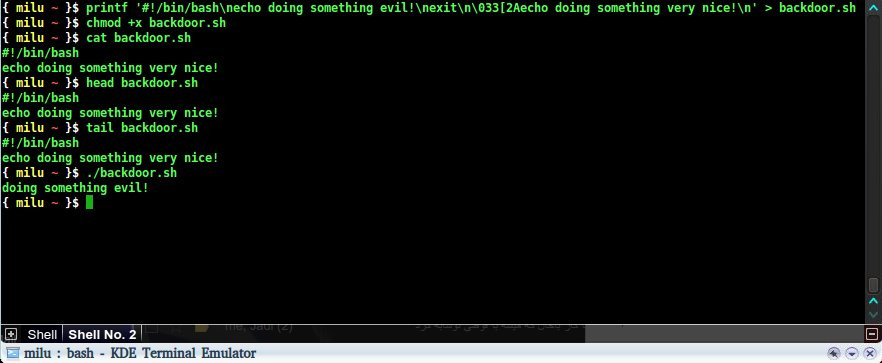 { milu ~ }$ printf '#!/bin/bash\necho doing something evil!\nexit\n\033[2Aecho doing something very nice!\n' > backdoor.sh
{ milu ~ }$ chmod +x backdoor.sh
{ milu ~ }$ cat backdoor.sh
#!/bin/bash
echo doing something very nice!
{ milu ~ }$ head backdoor.sh
#!/bin/bash
echo doing something very nice!
{ milu ~ }$ tail backdoor.sh
#!/bin/bash
echo doing something very nice!
{ milu ~ }$ ./backdoor.sh
doing something evil!
{ milu ~ }$
me, Jadi (2)
Shell Shell No. 2
milu : bash - KDE Terminal Emulator